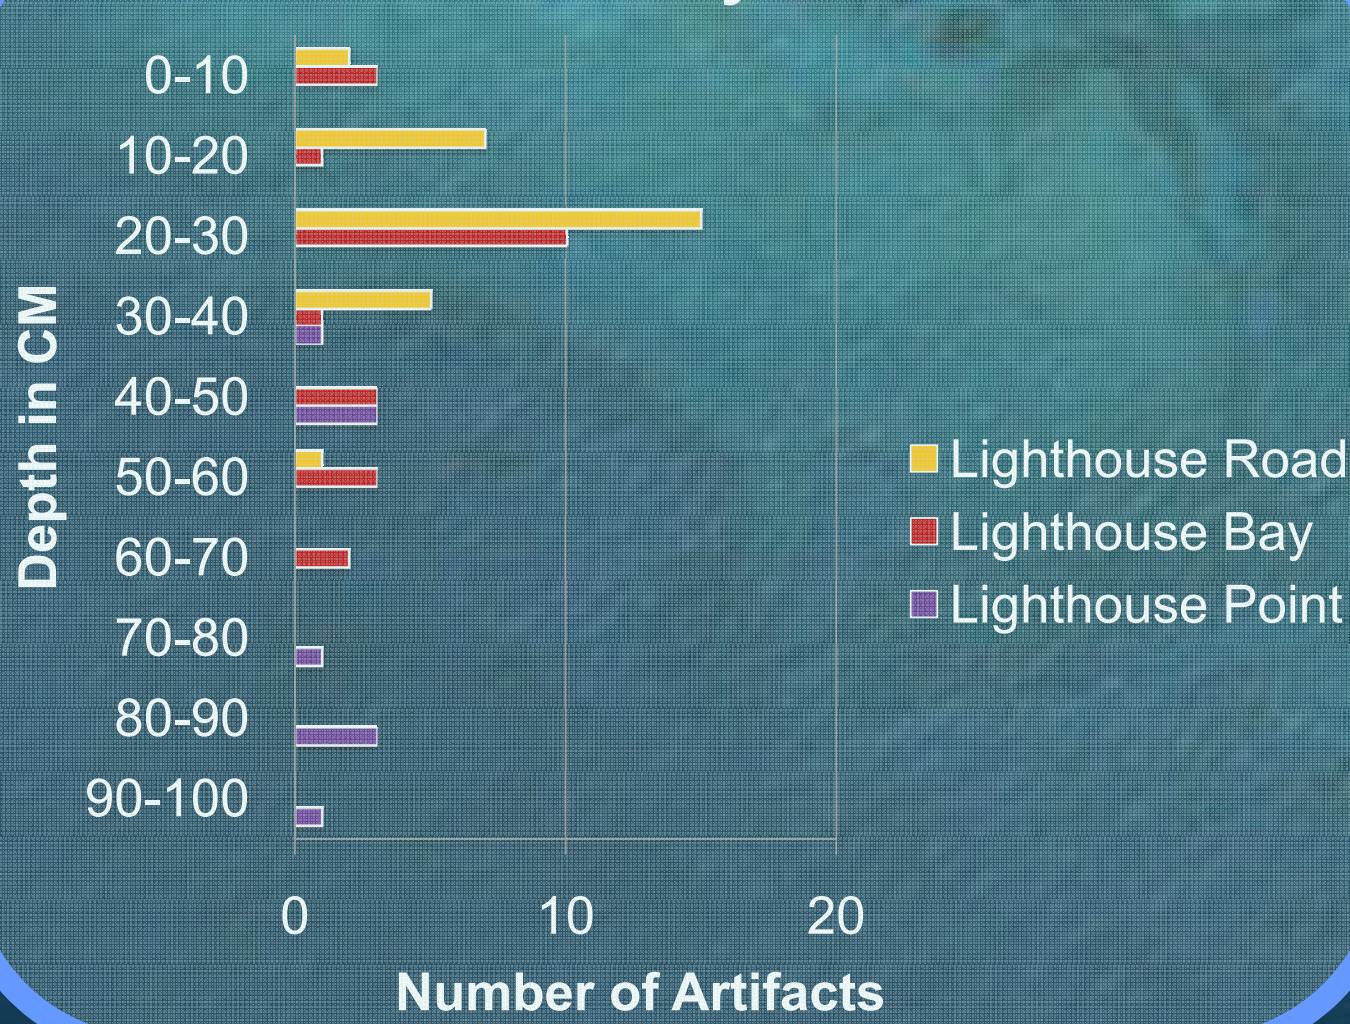 0-10
10-20
20-30
30-40
40-50
50-60
60-70
70-80
80-90
90-100
Depth in CM
0 10 20
Number of Artifacts
Lighthouse Road
Lighthouse Bay
Lighthouse Point